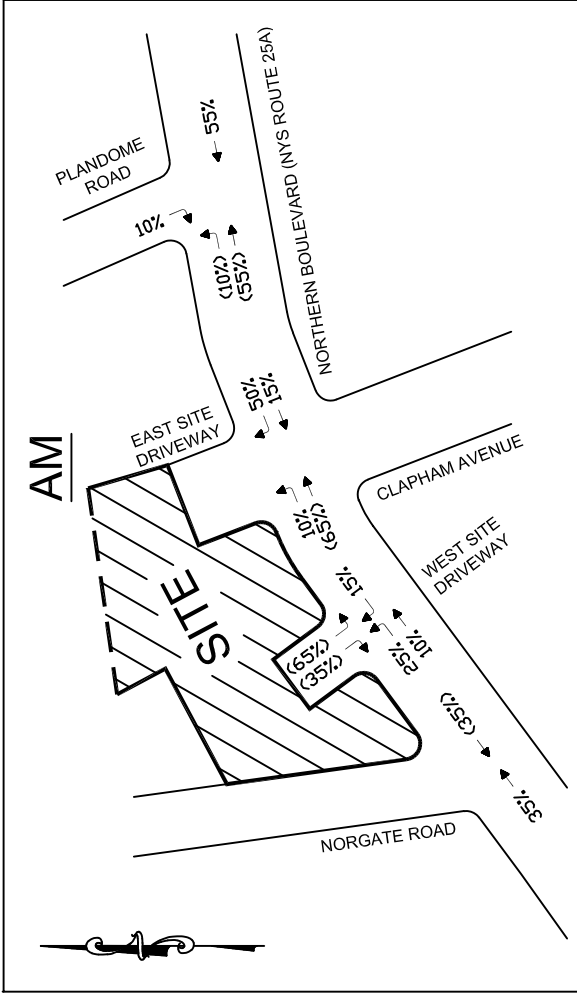 AM
PLANDOME
ROAD
10%
55%
(10%)
(55%)
NORTHERN BOULEVARD (NYS ROUTE 25A)
EAST SITE
DRIVEWAY
50%
15%
SITE
10%
(65%)
CLAPHAM AVENUE
15%
WEST SITE
DRIVEWAY
(65%)
(35%)
25%
10%
(35%)
35%
NORGATE ROAD